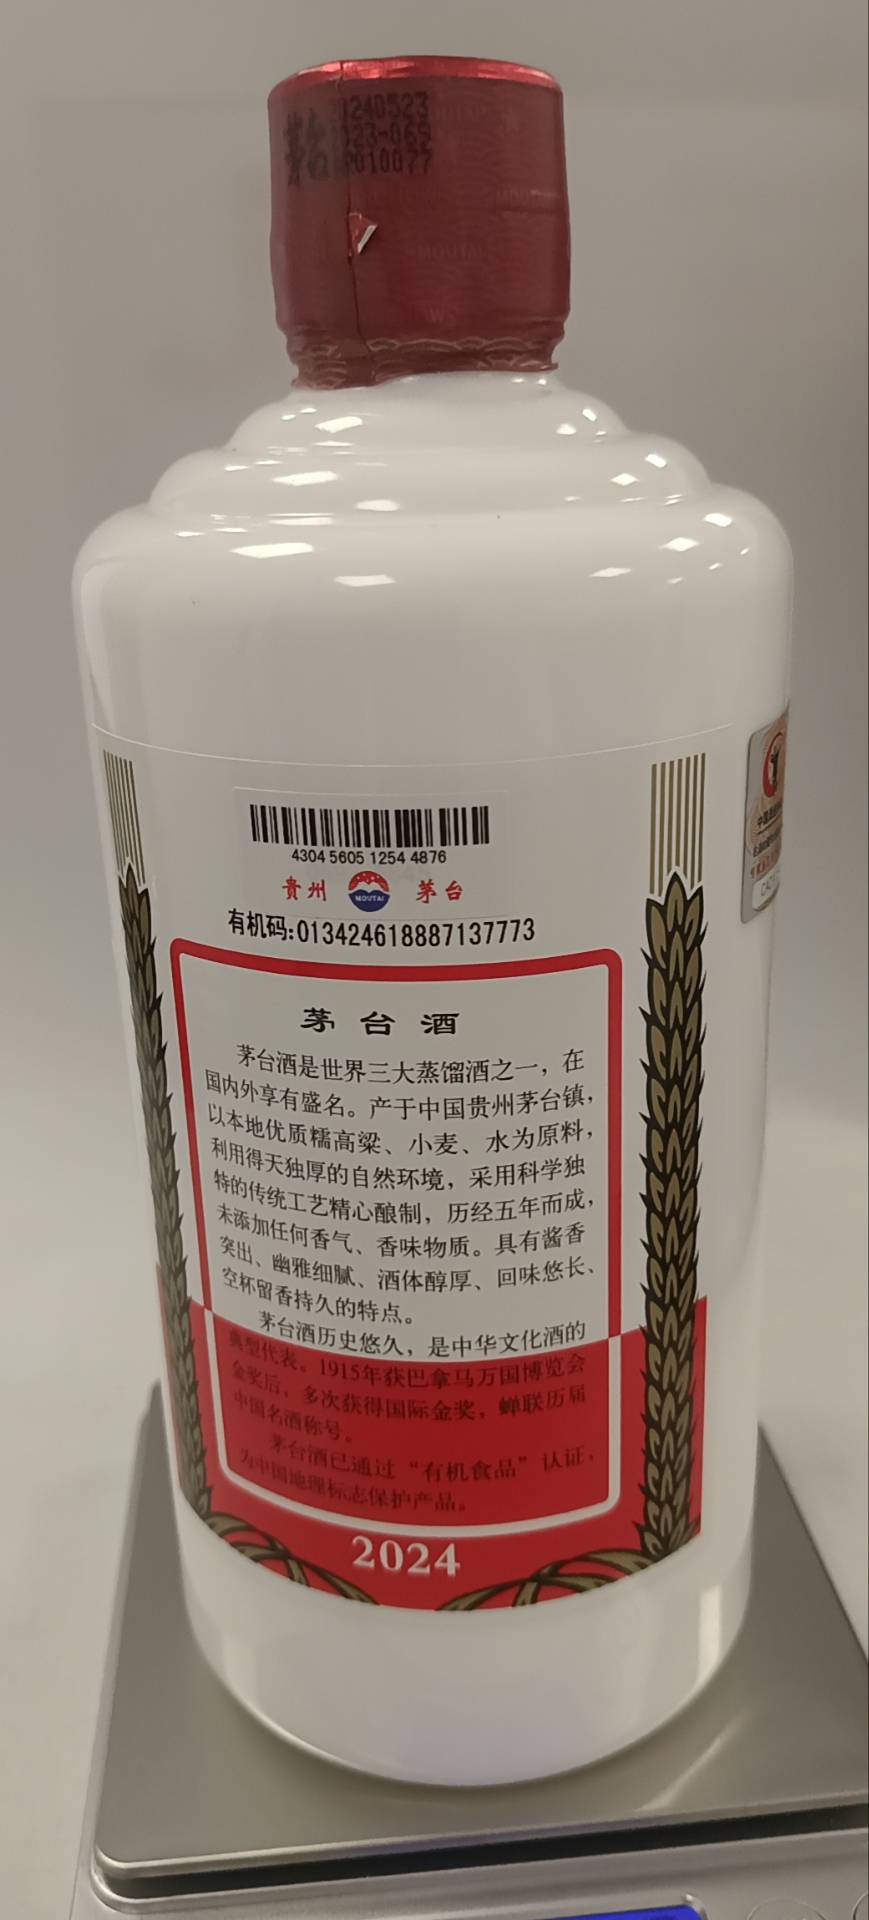 茅台
20240523
2023-069
010077
4304 5605 1254 4876
贵州 MOUTAI 茅台
有机码:013424618887137773
茅台酒
茅台酒是世界三大蒸馏酒之一，在
国内外享有盛名。产于中国贵州茅台镇，
以本地优质糯高粱、小麦、水为原料，
利用得天独厚的自然环境，采用科学独
特的传统工艺精心酿制，历经五年而成，
未添加任何香气、香味物质。具有酱香
突出、幽雅细腻、酒体醇厚、回味悠长、
空杯留香持久的特点。
茅台酒历史悠久，是中华文化酒的
典型代表。1915年获巴拿马万国博览会
金奖后，多次获得国际金奖，蝉联历届
中国名酒称号。
茅台酒已通过“有机食品”认证，
为中国地理标志保护产品。
2024